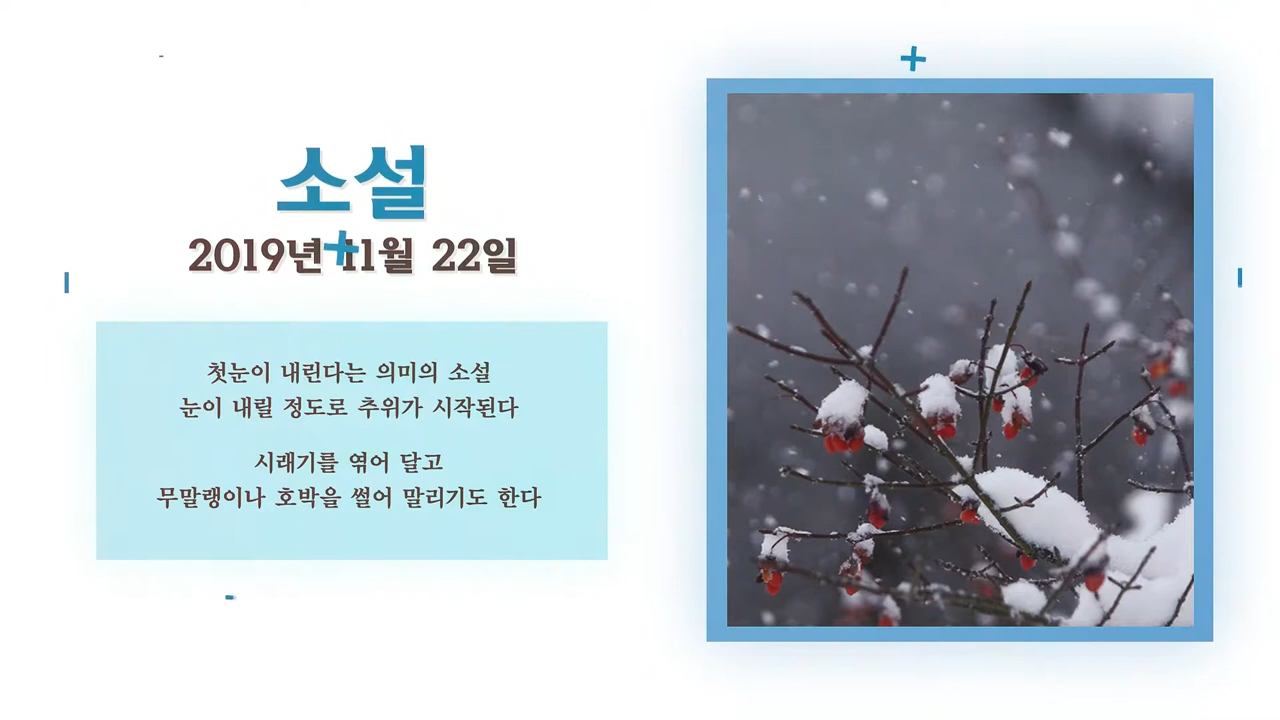 소설
2019년 11월 22일
첫눈이 내린다는 의미의 소설
눈이 내릴 정도로 추위가 시작된다
시래기를 엮어 달고
무말랭이나 호박을 썰어 말리기도 한다